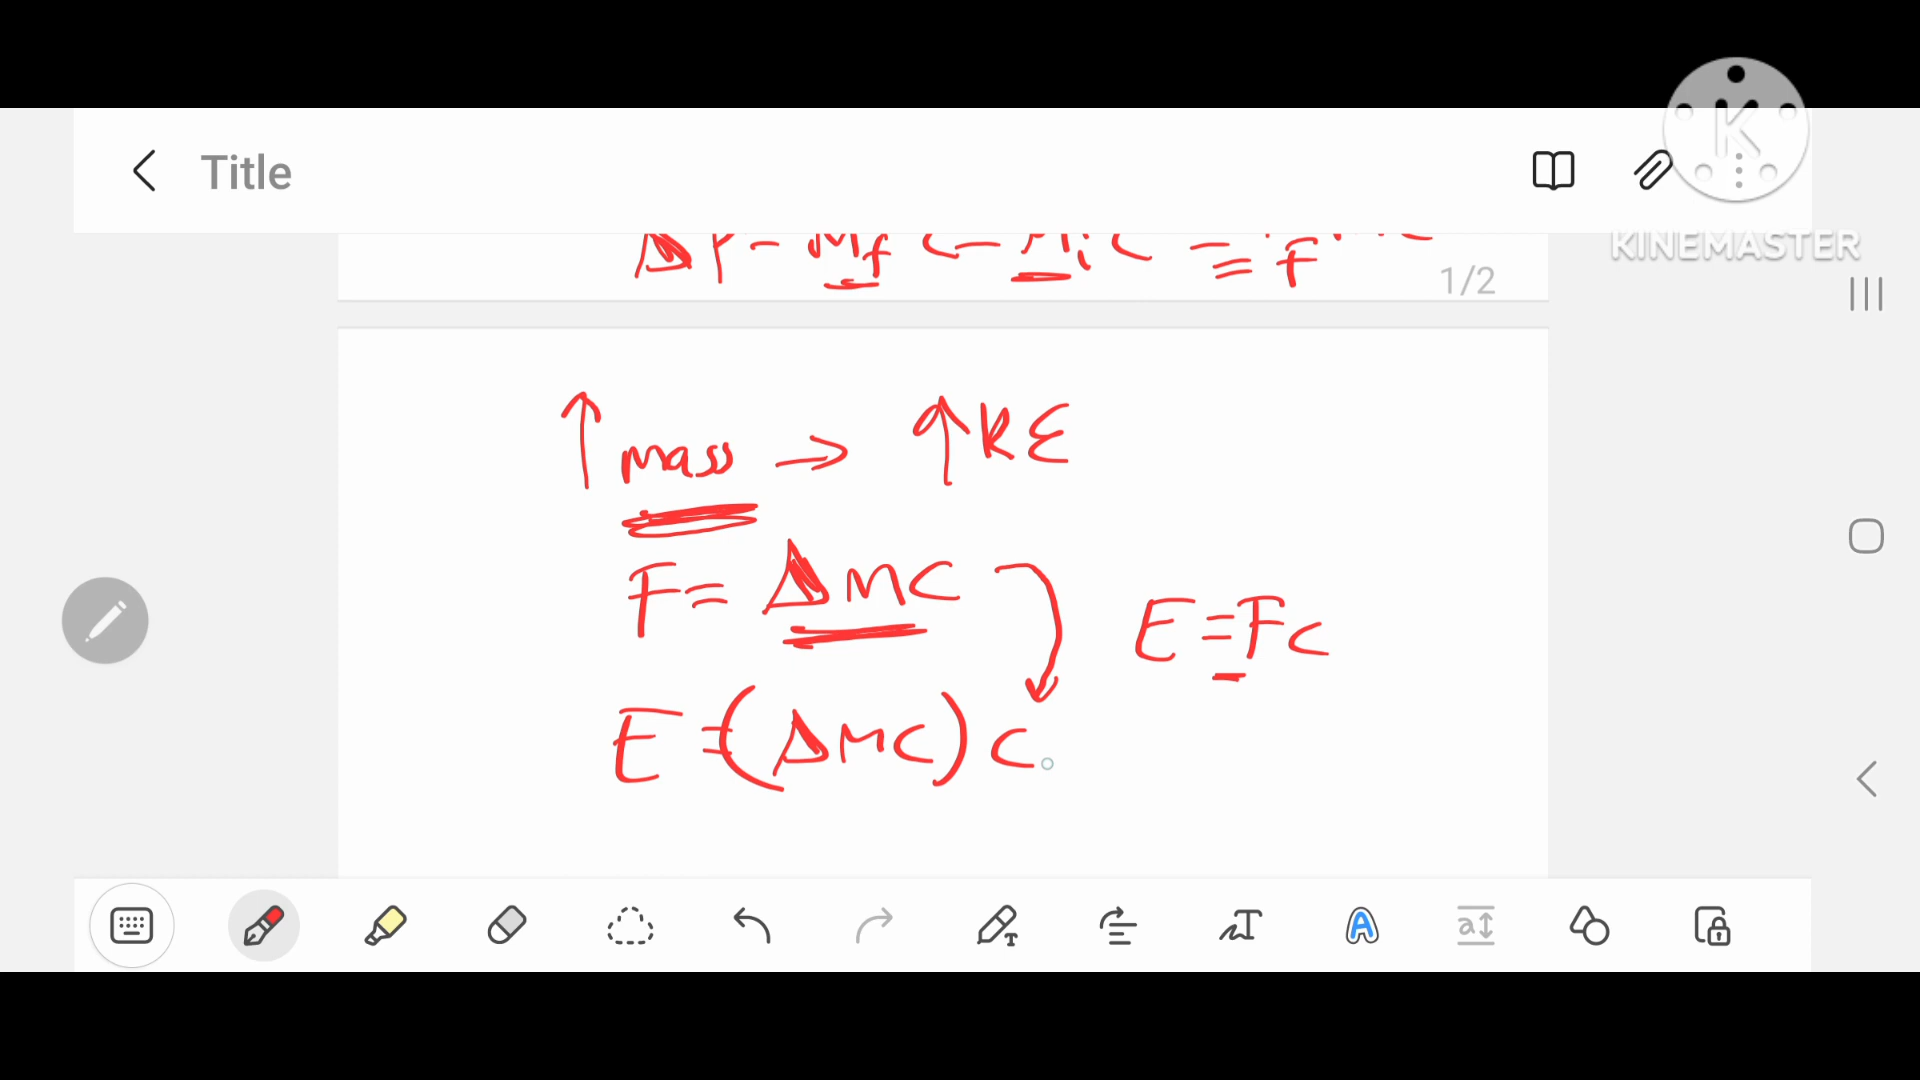 Title
KINEMASTER
1/2
↑ mass → ↑ KE
F = ΔMC
E = FC
E = (ΔMC) C